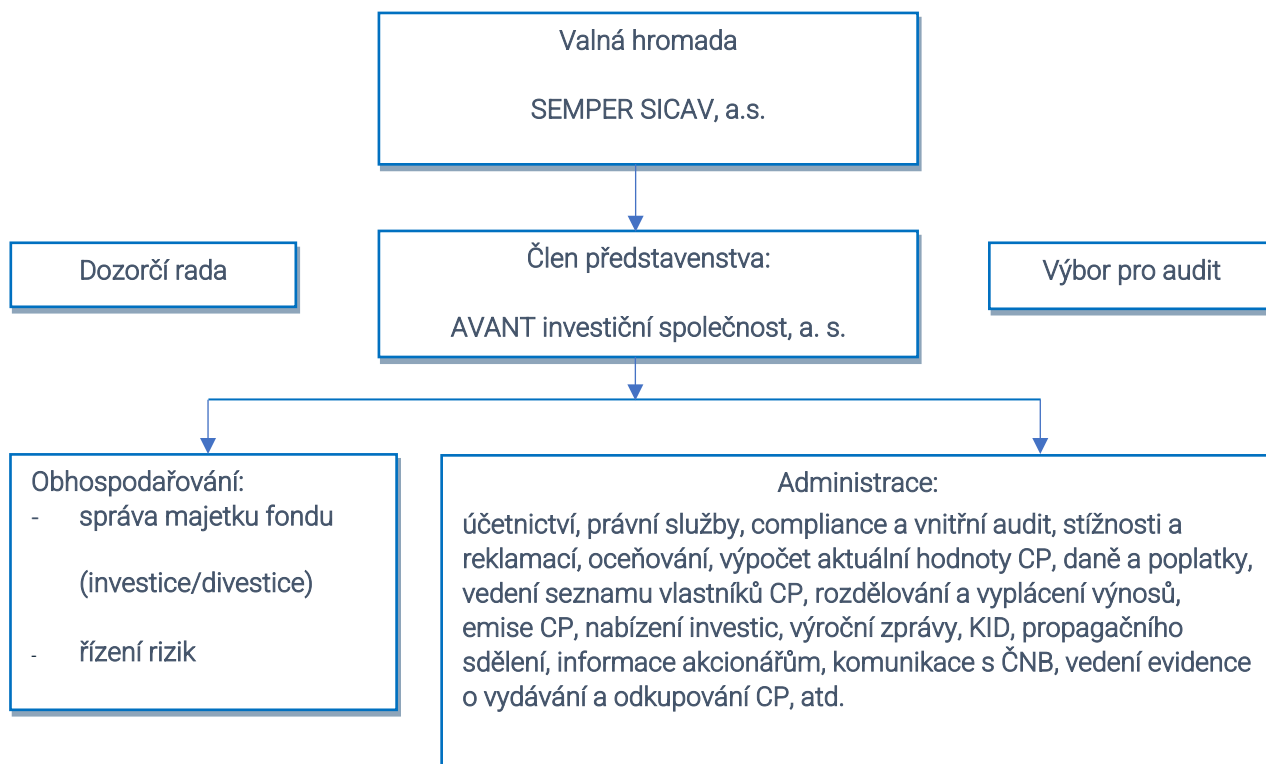 Valná hromada
SEMPER SICAV, a.s.
Dozorčí rada
Člen představenstva:
AVANT investiční společnost, a. s.
Výbor pro audit
Obhospodařování:
- správa majetku fondu
(investice/divestice)
- řízení rizik
Administrace:
účetnictví, právní služby, compliance a vnitřní audit, stížnosti a
reklamací, oceňování, výpočet aktuální hodnoty CP, daně a poplatky,
vedení seznamu vlastníků CP, rozdělování a vyplácení výnosů,
emise CP, nabízení investic, výroční zprávy, KID, propagačního
sdělení, informace akcionářům, komunikace s ČNB, vedení evidence
o vydávání a odkupování CP, atd.